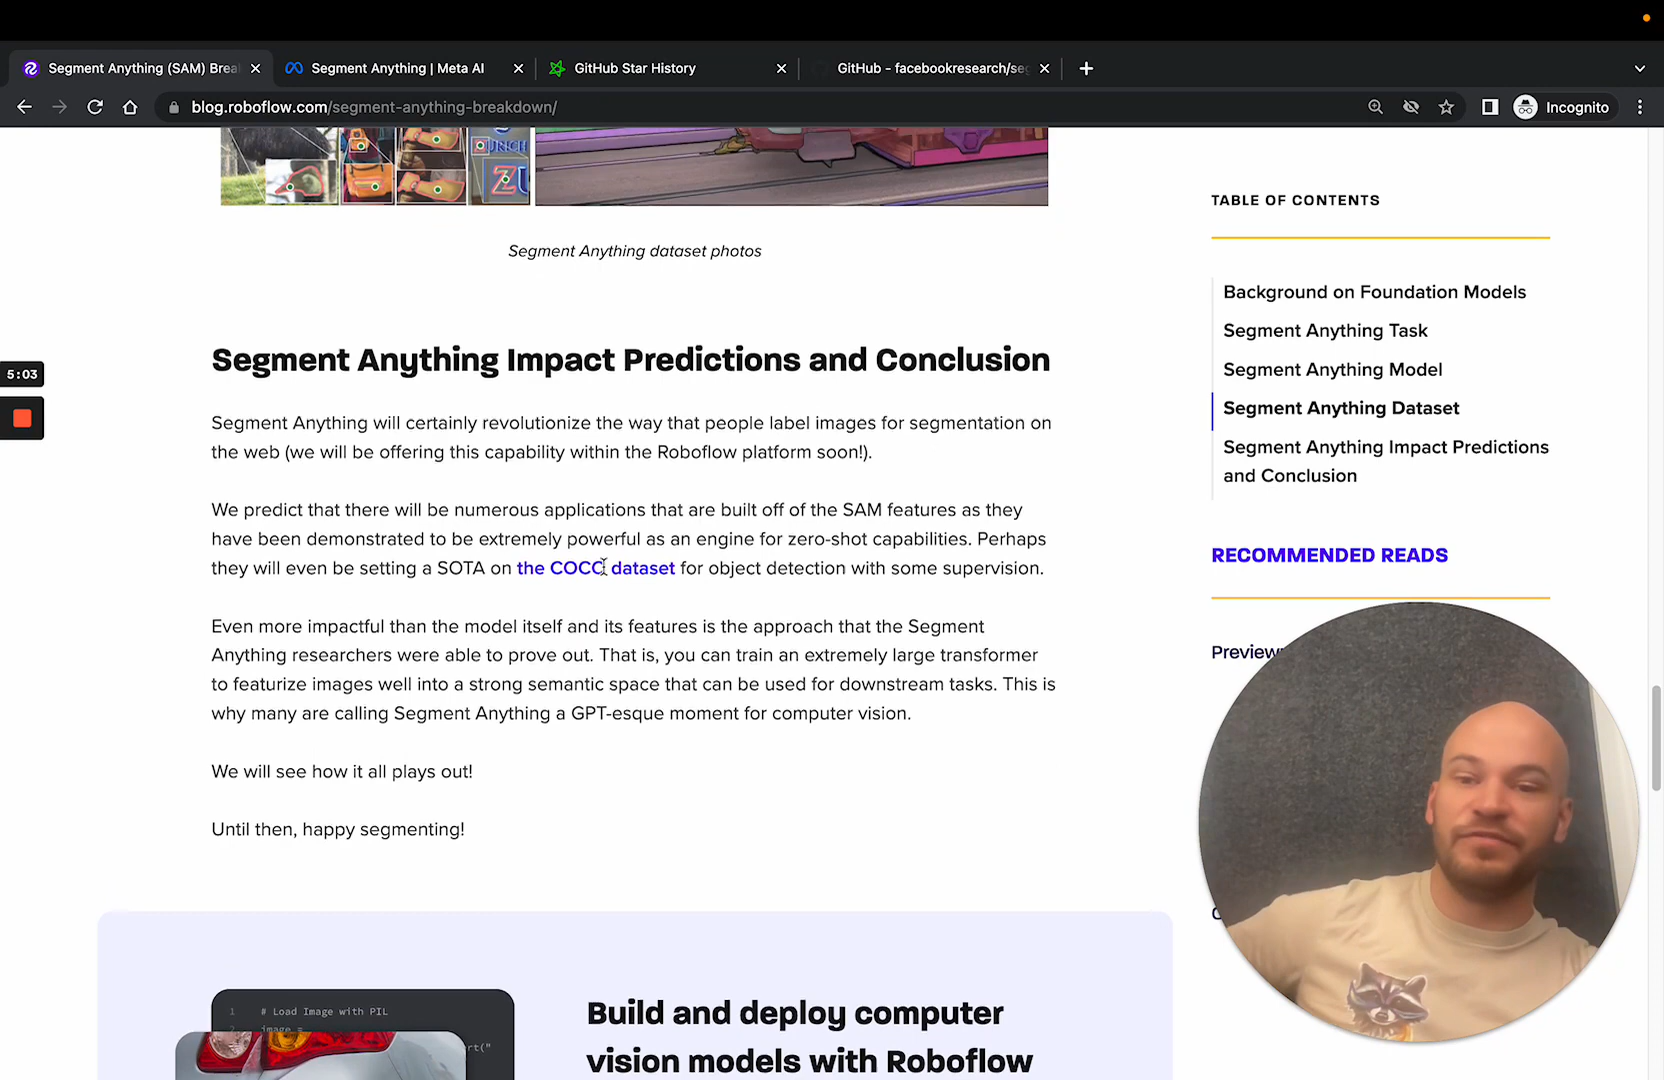 Segment Anything (SAM) Brea
Segment Anything | Meta AI
GitHub Star History
GitHub - facebookresearch/seg
blog.roboflow.com/segment-anything-breakdown/
Incognito
URICH
Z
Segment Anything dataset photos
5:03
Segment Anything Impact Predictions and Conclusion
Segment Anything will certainly revolutionize the way that people label images for segmentation on
the web (we will be offering this capability within the Roboflow platform soon!).
We predict that there will be numerous applications that are built off of the SAM features as they
have been demonstrated to be extremely powerful as an engine for zero-shot capabilities. Perhaps
they will even be setting a SOTA on the COCO dataset for object detection with some supervision.
Even more impactful than the model itself and its features is the approach that the Segment
Anything researchers were able to prove out. That is, you can train an extremely large transformer
to featurize images well into a strong semantic space that can be used for downstream tasks. This is
why many are calling Segment Anything a GPT-esque moment for computer vision.
We will see how it all plays out!
Until then, happy segmenting!
1 # Load Image with PIL
2 image =
rt("
Build and deploy computer
vision models with Roboflow
TABLE OF CONTENTS
Background on Foundation Models
Segment Anything Task
Segment Anything Model
Segment Anything Dataset
Segment Anything Impact Predictions
and Conclusion
RECOMMENDED READS
Preview